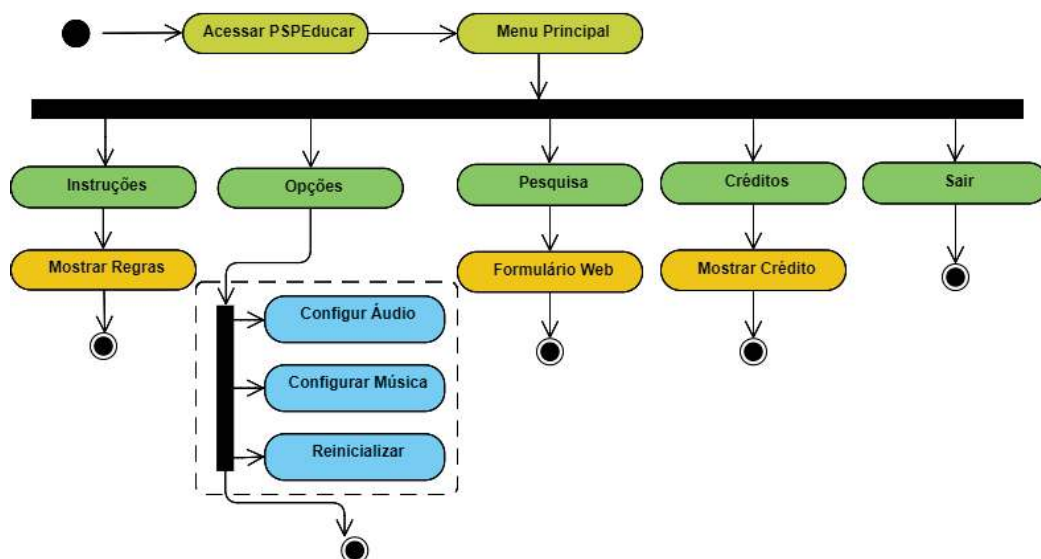 Acessar PSPEducar
Menu Principal
Instruções
Opções
Pesquisa
Créditos
Sair
Mostrar Regras
Formulário Web
Mostrar Crédito
Configur Áudio
Configurar Música
Reinicializar